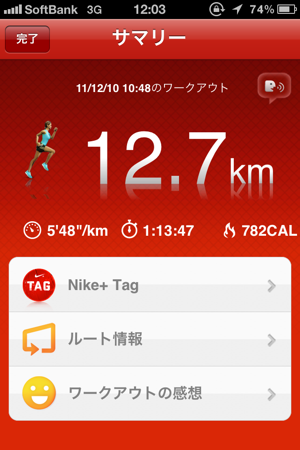 SoftBank 3G 12:03 74%
完了 サマリー
11/12/10 10:48のワークアウト
12.7km
5'48"/km 1:13:47 782CAL
TAG Nike+ Tag
ルート情報
ワークアウトの感想